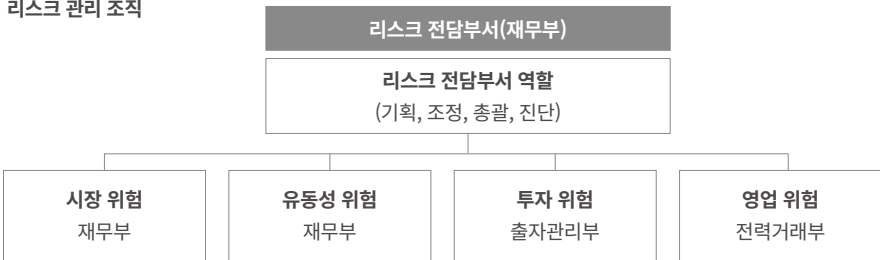 리스크 관리 조직
리스크 전담부서(재무부)
리스크 전담부서 역할
(기획, 조정, 총괄, 진단)
시장 위험
재무부
유동성 위험
재무부
투자 위험
출자관리부
영업 위험
전력거래부